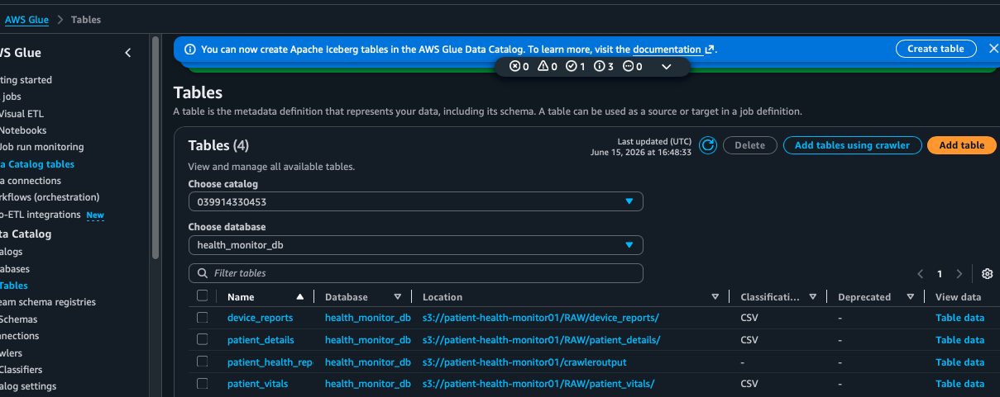 AWS Glue > Tables
WS Glue
You can now create Apache Iceberg tables in the AWS Glue Data Catalog. To learn more, visit the documentation.
Create table
0 0 1 3 0
ting started
jobs
Visual ETL
Notebooks
Job run monitoring
a Catalog tables
a connections
rkflows (orchestration)
o-ETL integrations New
ta Catalog
alogs
abases
Tables
eam schema registries
Schemas
nnections
wlers
Classifiers
alog settings
Tables
A table is the metadata definition that represents your data, including its schema. A table can be used as a source or target in a job definition.
Tables (4)
Last updated (UTC)
June 15, 2026 at 16:48:33
Delete
Add tables using crawler
Add table
View and manage all available tables.
Choose catalog
039914330453
Choose database
health_monitor_db
Filter tables
1
Name Database Location Classificati... Deprecated View data
device_reports health_monitor_db s3://patient-health-monitor01/RAW/device_reports/ CSV - Table data
patient_details health_monitor_db s3://patient-health-monitor01/RAW/patient_details/ CSV - Table data
patient_health_rep health_monitor_db s3://patient-health-monitor01/crawleroutput - - Table data
patient_vitals health_monitor_db s3://patient-health-monitor01/RAW/patient_vitals/ CSV - Table data